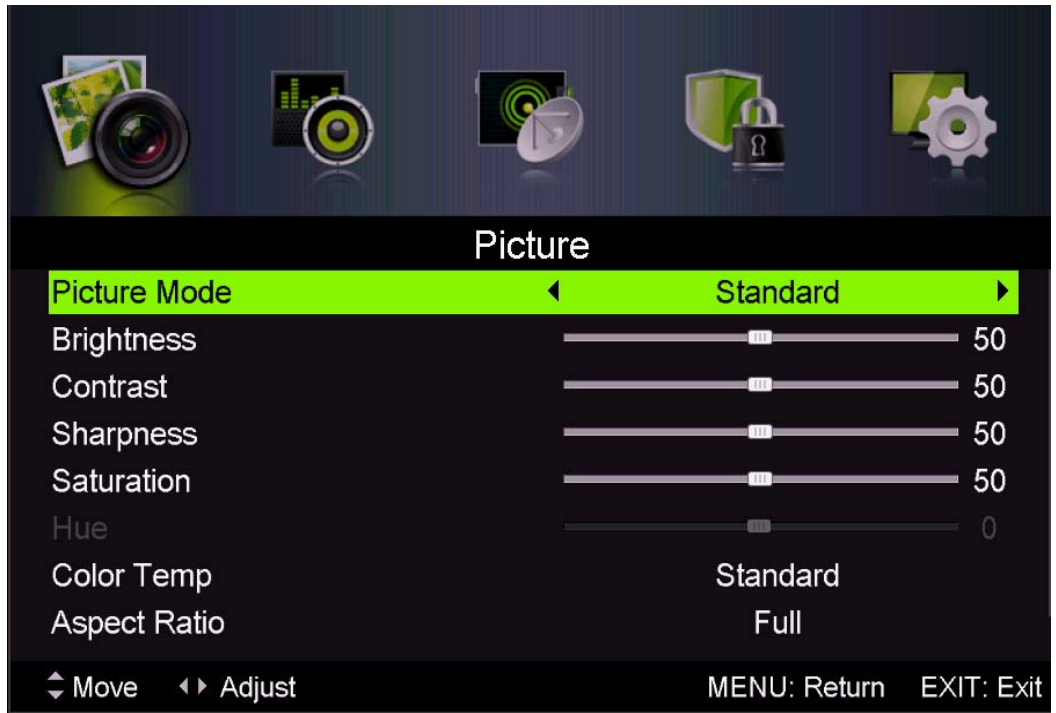 Picture
Picture Mode Standard
Brightness 50
Contrast 50
Sharpness 50
Saturation 50
Hue 0
Color Temp Standard
Aspect Ratio Full
Move Adjust MENU: Return EXIT: Exit